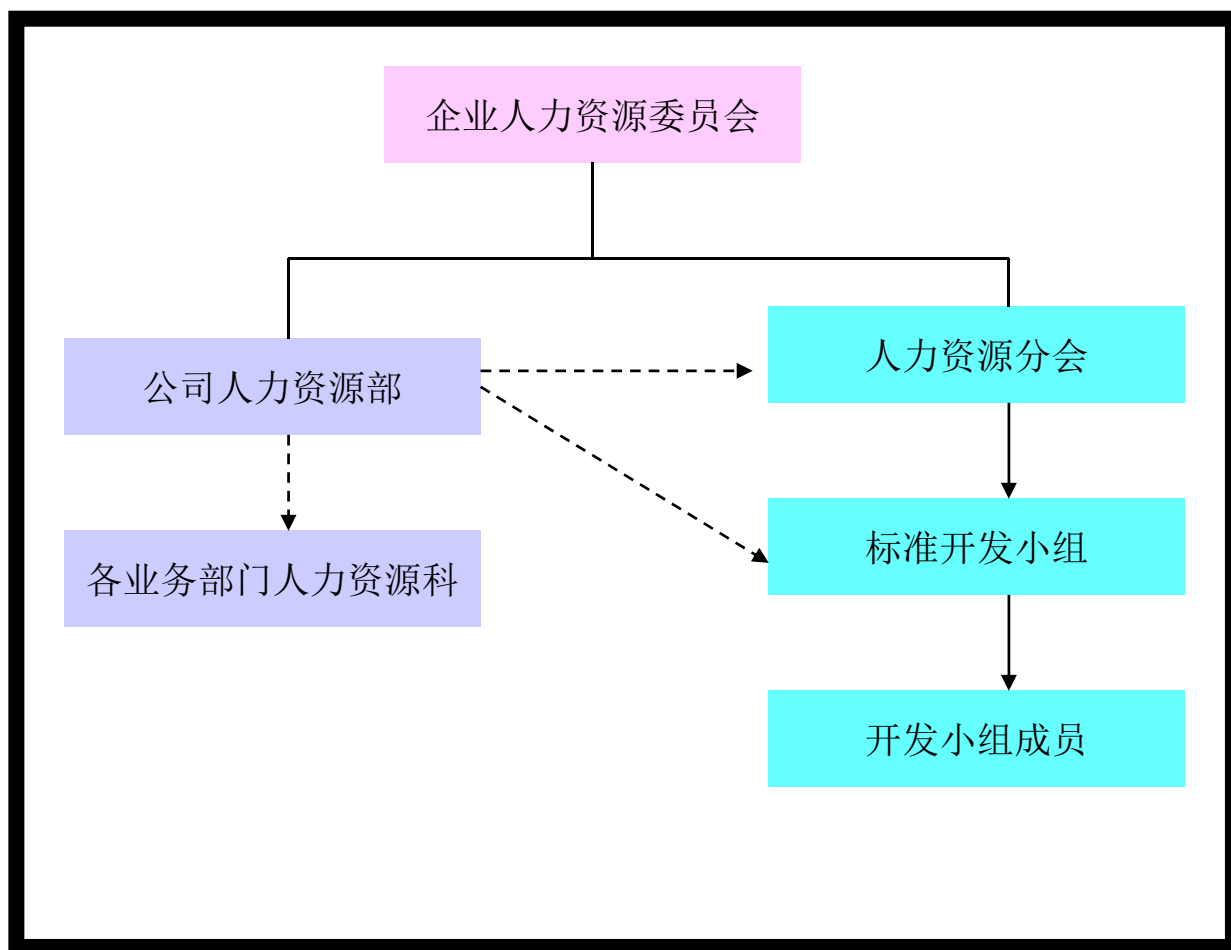 企业人力资源委员会
人力资源分会
公司人力资源部
标准开发小组
各业务部门人力资源科
开发小组成员